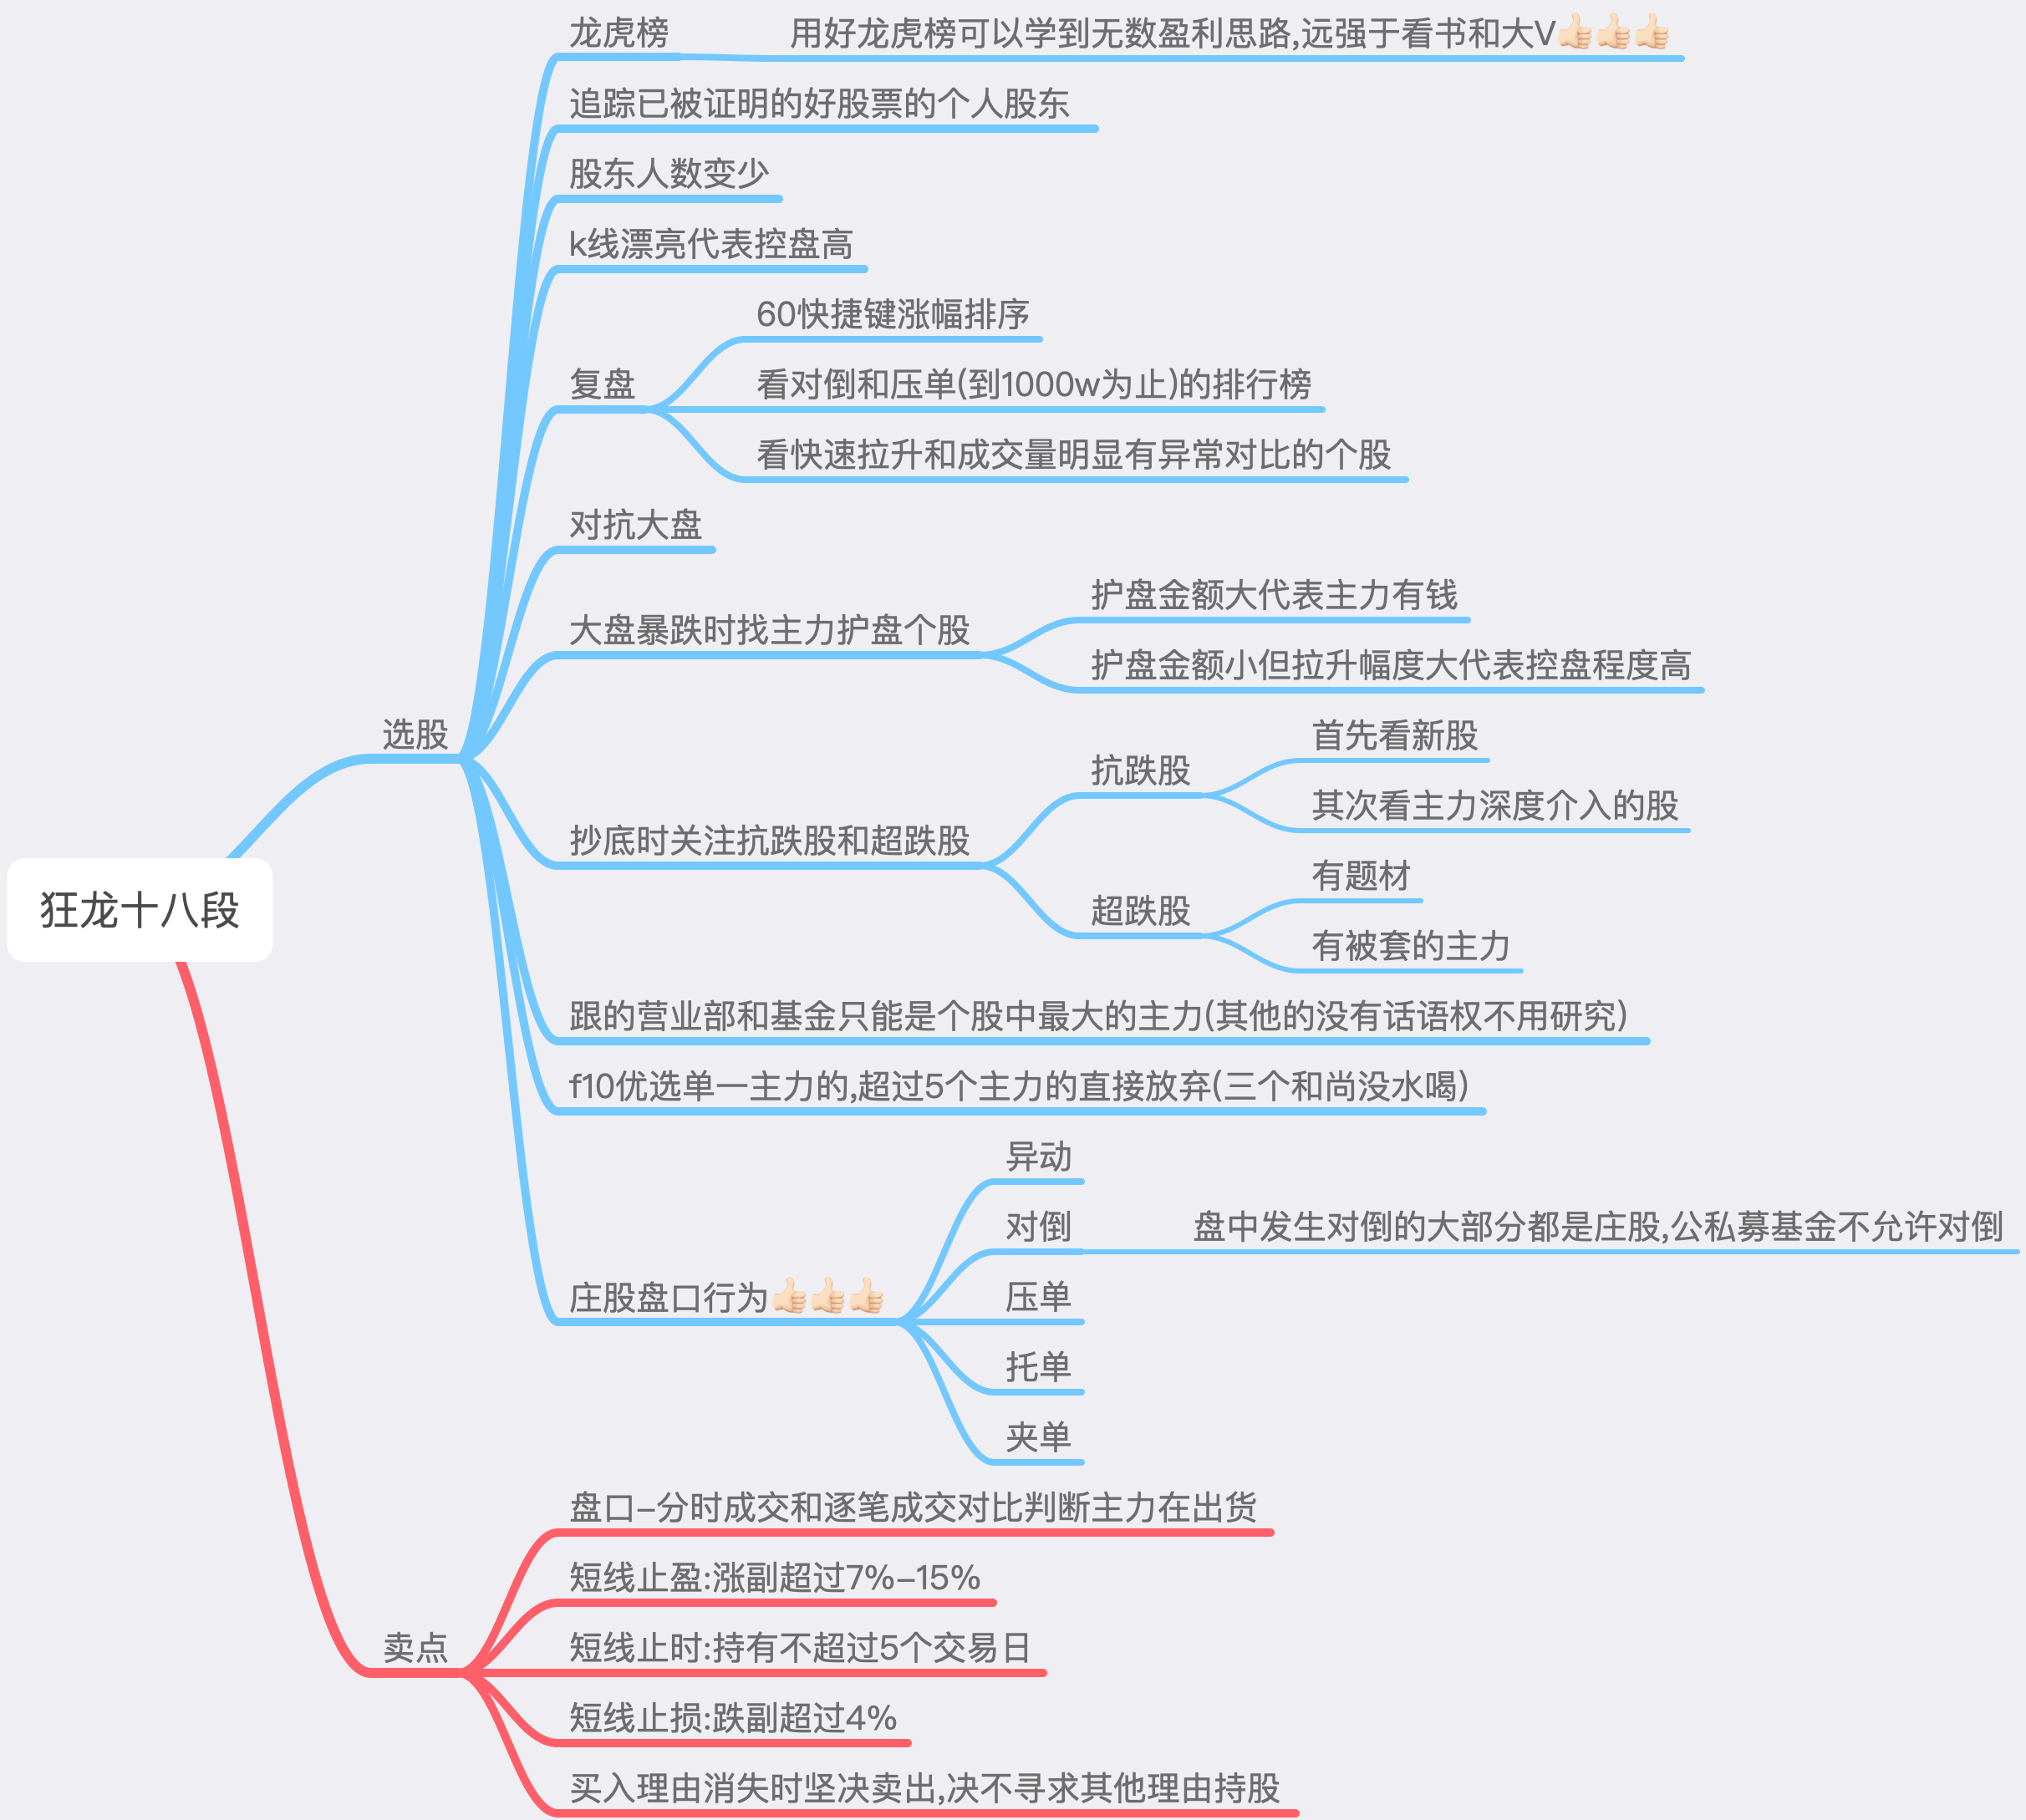 狂龙十八段
选股
龙虎榜
用好龙虎榜可以学到无数盈利思路,远强于看书和大V👍🏻👍🏻👍🏻
追踪已被证明的好股票的个人股东
股东人数变少
k线漂亮代表控盘高
复盘
60快捷键涨幅排序
看对倒和压单(到1000w为止)的排行榜
看快速拉升和成交量明显有异常对比的个股
对抗大盘
大盘暴跌时找主力护盘个股
护盘金额大代表主力有钱
护盘金额小但拉升幅度大代表控盘程度高
抄底时关注抗跌股和超跌股
抗跌股
首先看新股
其次看主力深度介入的股
超跌股
有题材
有被套的主力
跟的营业部和基金只能是个股中最大的主力(其他的没有话语权不用研究)
f10优选单一主力的,超过5个主力的直接放弃(三个和尚没水喝)
庄股盘口行为👍🏻👍🏻👍🏻
异动
对倒
盘中发生对倒的大部分都是庄股,公私募基金不允许对倒
压单
托单
夹单
卖点
盘口–分时成交和逐笔成交对比判断主力在出货
短线止盈:涨副超过7%–15%
短线止时:持有不超过5个交易日
短线止损:跌副超过4%
买入理由消失时坚决卖出,决不寻求其他理由持股